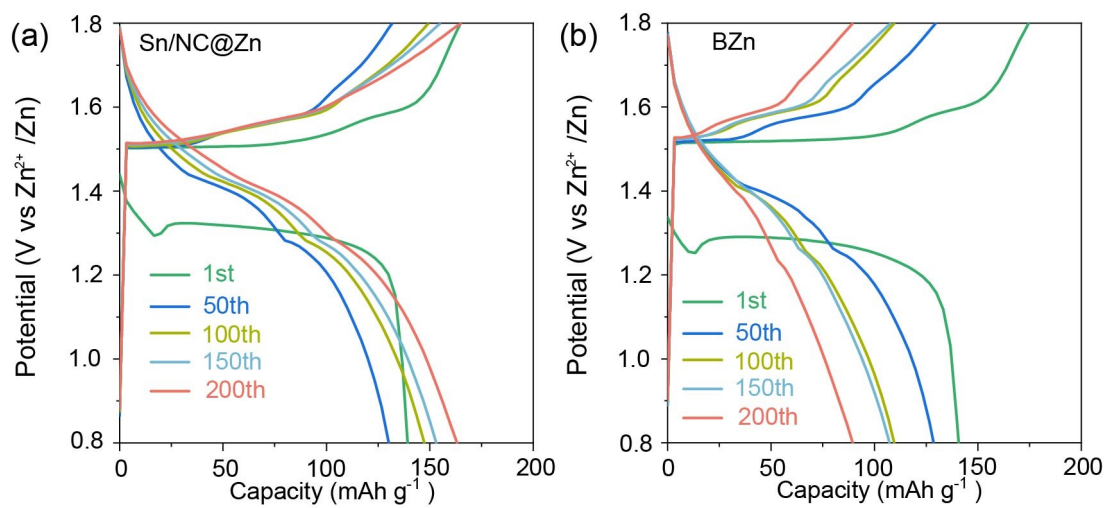 (a)
Sn/NC@Zn
Potential (V vs Zn²⁺ /Zn)
1.8
1.6
1.4
1.2
1.0
0.8
1st
50th
100th
150th
200th
0 50 100 150 200
Capacity (mAh g⁻¹ )
(b)
BZn
Potential (V vs Zn²⁺ /Zn)
1.8
1.6
1.4
1.2
1.0
0.8
1st
50th
100th
150th
200th
0 50 100 150 200
Capacity (mAh g⁻¹ )